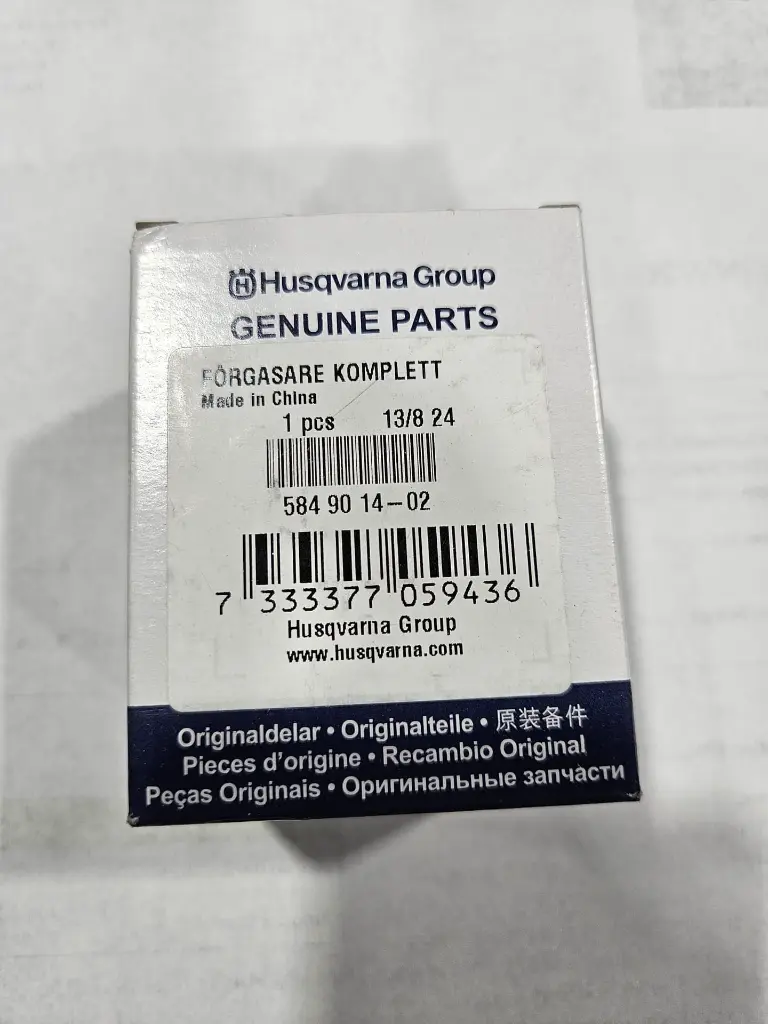 Husqvarna Group
GENUINE PARTS
FÖRGASARE KOMPLETT
Made in China
1 pcs 13/8 24
584 90 14-02
7 333377 059436
Husqvarna Group
www.husqvarna.com
Originaldelar • Originalteile • 原装备件
Pieces d'origine • Recambio Original
Peças Originais • Оригинальные запчасти